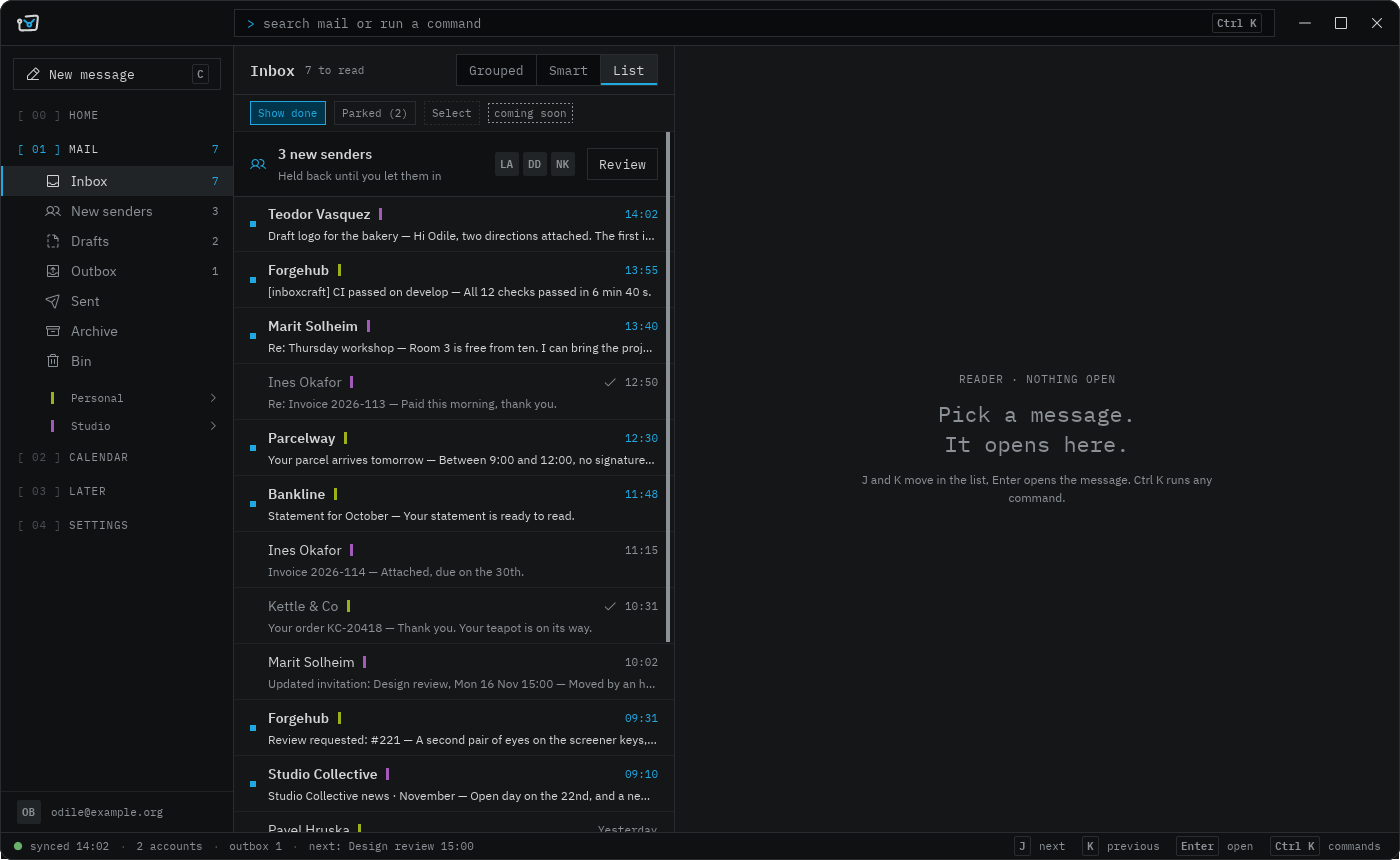 > search mail or run a command
Ctrl K
New message
C
[ 00 ] HOME
[ 01 ] MAIL 7
Inbox 7
New senders 3
Drafts 2
Outbox 1
Sent
Archive
Bin
Personal
Studio
[ 02 ] CALENDAR
[ 03 ] LATER
[ 04 ] SETTINGS
OB odile@example.org
Inbox 7 to read
Grouped Smart List
Show done Parked (2) Select coming soon
3 new senders
Held back until you let them in
LA DD NK Review
Teodor Vasquez 14:02
Draft logo for the bakery — Hi Odile, two directions attached. The first i…
Forgehub 13:55
[inboxcraft] CI passed on develop — All 12 checks passed in 6 min 40 s.
Marit Solheim 13:40
Re: Thursday workshop — Room 3 is free from ten. I can bring the proj…
Ines Okafor 12:50
Re: Invoice 2026-113 — Paid this morning, thank you.
Parcelway 12:30
Your parcel arrives tomorrow — Between 9:00 and 12:00, no signature…
Bankline 11:48
Statement for October — Your statement is ready to read.
Ines Okafor 11:15
Invoice 2026-114 — Attached, due on the 30th.
Kettle & Co 10:31
Your order KC-20418 — Thank you. Your teapot is on its way.
Marit Solheim 10:02
Updated invitation: Design review, Mon 16 Nov 15:00 — Moved by an h…
Forgehub 09:31
Review requested: #221 — A second pair of eyes on the screener keys,…
Studio Collective 09:10
Studio Collective news · November — Open day on the 22nd, and a ne…
Pavel Hruska Yesterday
READER · NOTHING OPEN
Pick a message.
It opens here.
J and K move in the list, Enter opens the message. Ctrl K runs any
command.
synced 14:02 · 2 accounts · outbox 1 · next: Design review 15:00
J next K previous Enter open Ctrl K commands